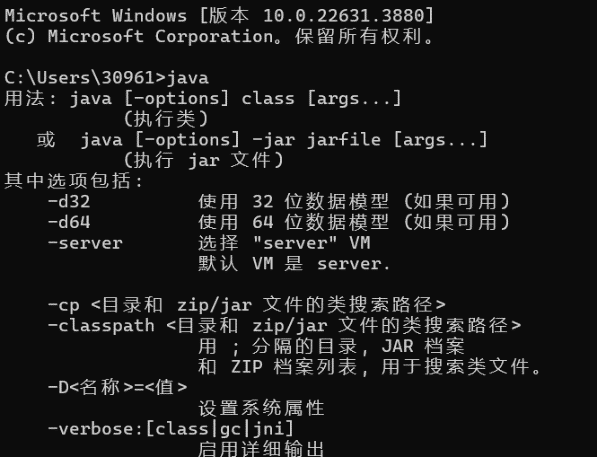 Microsoft Windows [版本 10.0.22631.3880]
(c) Microsoft Corporation。保留所有权利。
C:\Users\30961>java
用法: java [-options] class [args...]
(执行类)
或  java [-options] -jar jarfile [args...]
(执行 jar 文件)
其中选项包括:
-d32 使用 32 位数据模型 (如果可用)
-d64 使用 64 位数据模型 (如果可用)
-server 选择 "server" VM
默认 VM 是 server.
-cp <目录和 zip/jar 文件的类搜索路径>
-classpath <目录和 zip/jar 文件的类搜索路径>
用 ; 分隔的目录, JAR 档案
和 ZIP 档案列表, 用于搜索类文件。
-D<名称>=<值>
设置系统属性
-verbose:[class|gc|jni]
启用详细输出